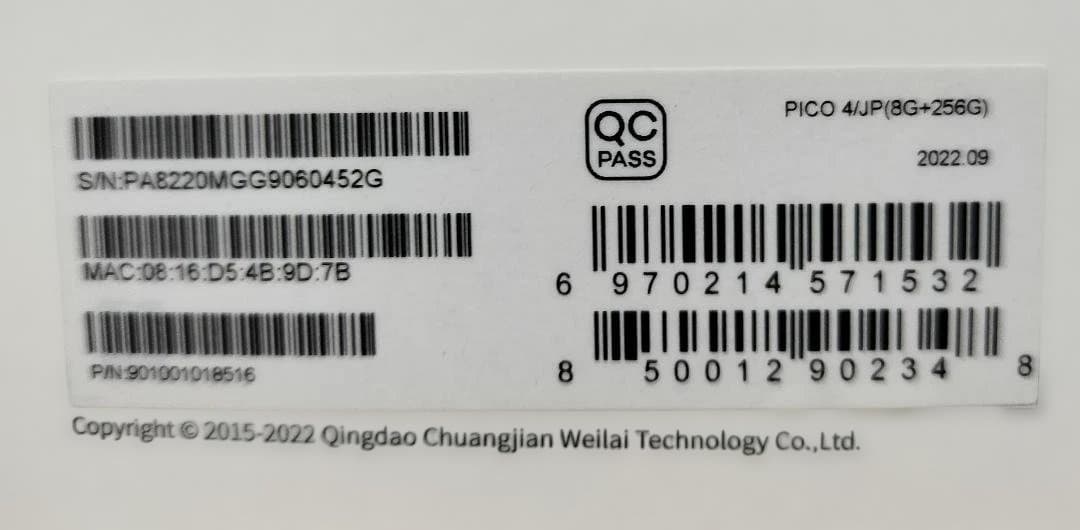 S/N:PA8220MGG9060452G
MAC:08:16:D5:4B:9D:7B
P/N:901001018516
QC
PASS
PICO 4/JP(8G+256G)
2022.09
6 970214 571532
8 50012 90234 8
Copyright © 2015-2022 Qingdao Chuangjian Weilai Technology Co.,Ltd.